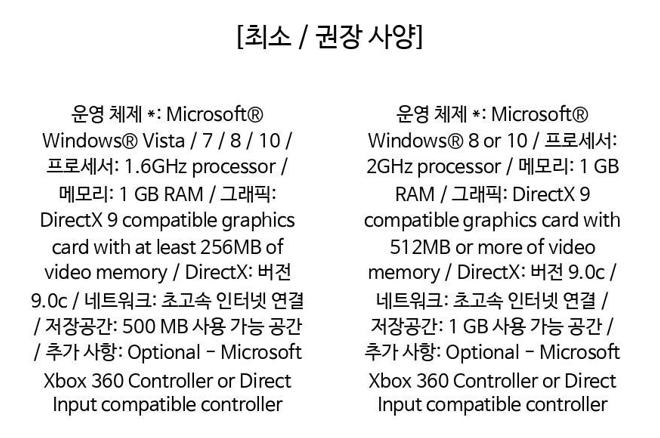 [최소 / 권장 사양]
운영 체제 *: Microsoft®
Windows® Vista / 7 / 8 / 10 /
프로세서: 1.6GHz processor /
메모리: 1 GB RAM / 그래픽:
DirectX 9 compatible graphics
card with at least 256MB of
video memory / DirectX: 버전
9.0c / 네트워크: 초고속 인터넷 연결
/ 저장공간: 500 MB 사용 가능 공간
/ 추가 사항: Optional - Microsoft
Xbox 360 Controller or Direct
Input compatible controller
운영 체제 *: Microsoft®
Windows® 8 or 10 / 프로세서:
2GHz processor / 메모리: 1 GB
RAM / 그래픽: DirectX 9
compatible graphics card with
512MB or more of video
memory / DirectX: 버전 9.0c /
네트워크: 초고속 인터넷 연결 /
저장공간: 1 GB 사용 가능 공간 /
추가 사항: Optional - Microsoft
Xbox 360 Controller or Direct
Input compatible controller